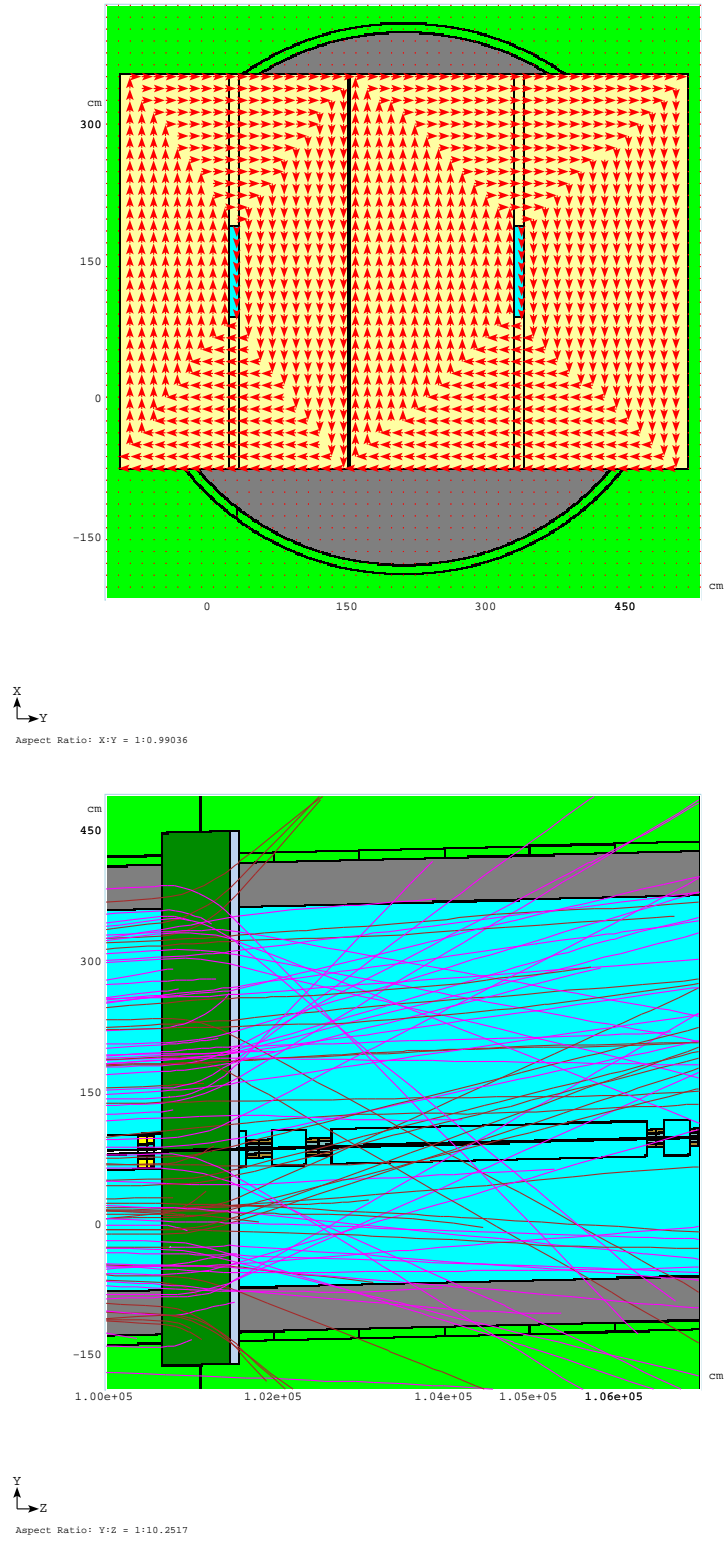 cm
300
150
0
-150
cm
0 150 300 450
X
Y
Aspect Ratio: X:Y = 1:0.99036
cm
450
300
150
0
-150
cm
1.00e+05 1.02e+05 1.04e+05 1.05e+05 1.06e+05
Y
Z
Aspect Ratio: Y:Z = 1:10.2517